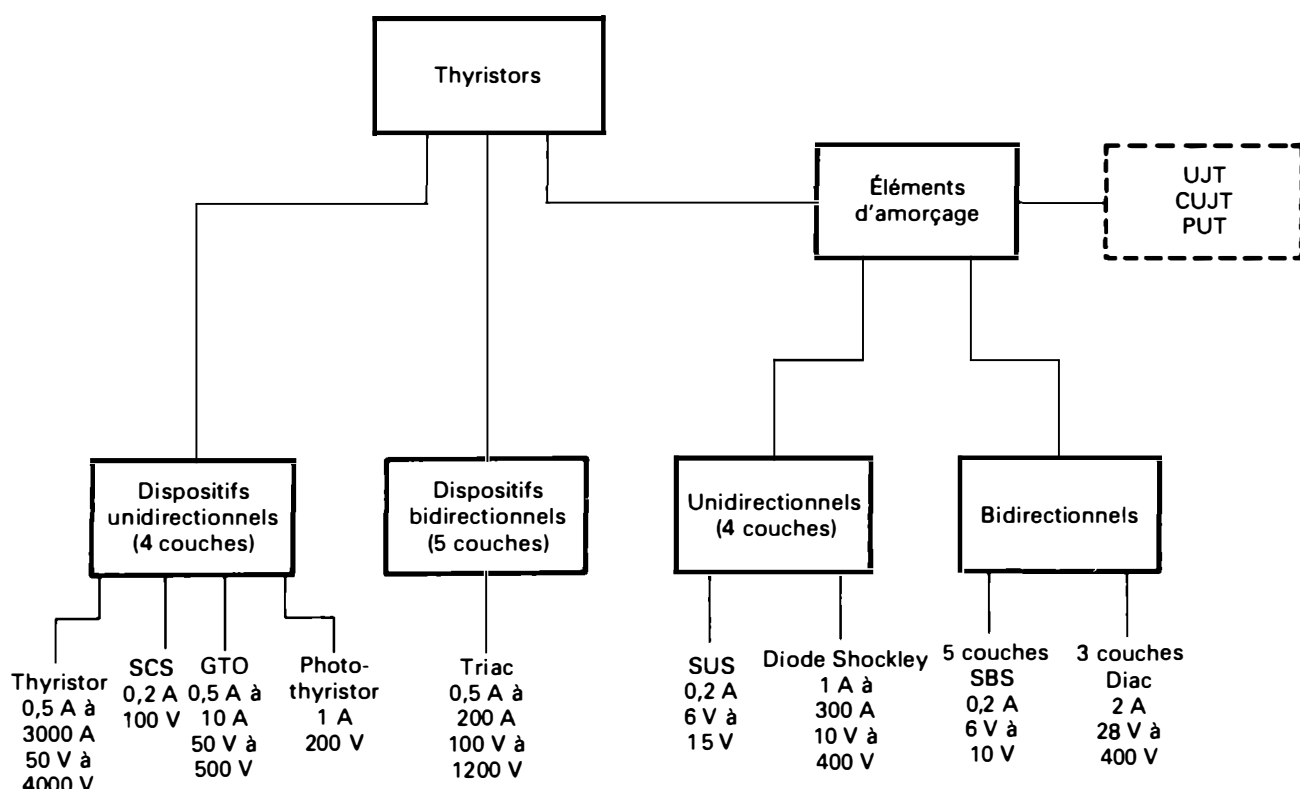 Thyristors
Éléments
d'amorçage
UJT
CUJT
PUT
Dispositifs
unidirectionnels
(4 couches)
Dispositifs
bidirectionnels
(5 couches)
Unidirectionnels
(4 couches)
Bidirectionnels
Thyristor
0,5 A à
3000 A
50 V à
4000 V
SCS
0,2 A
100 V
GTO
0,5 A à
10 A
50 V à
500 V
Photo-
thyristor
1 A
200 V
Triac
0,5 A à
200 A
100 V à
1200 V
SUS
0,2 A
6 V à
15 V
Diode Shockley
1 A à
300 A
10 V à
400 V
5 couches
SBS
0,2 A
6 V à
10 V
3 couches
Diac
2 A
28 V à
400 V